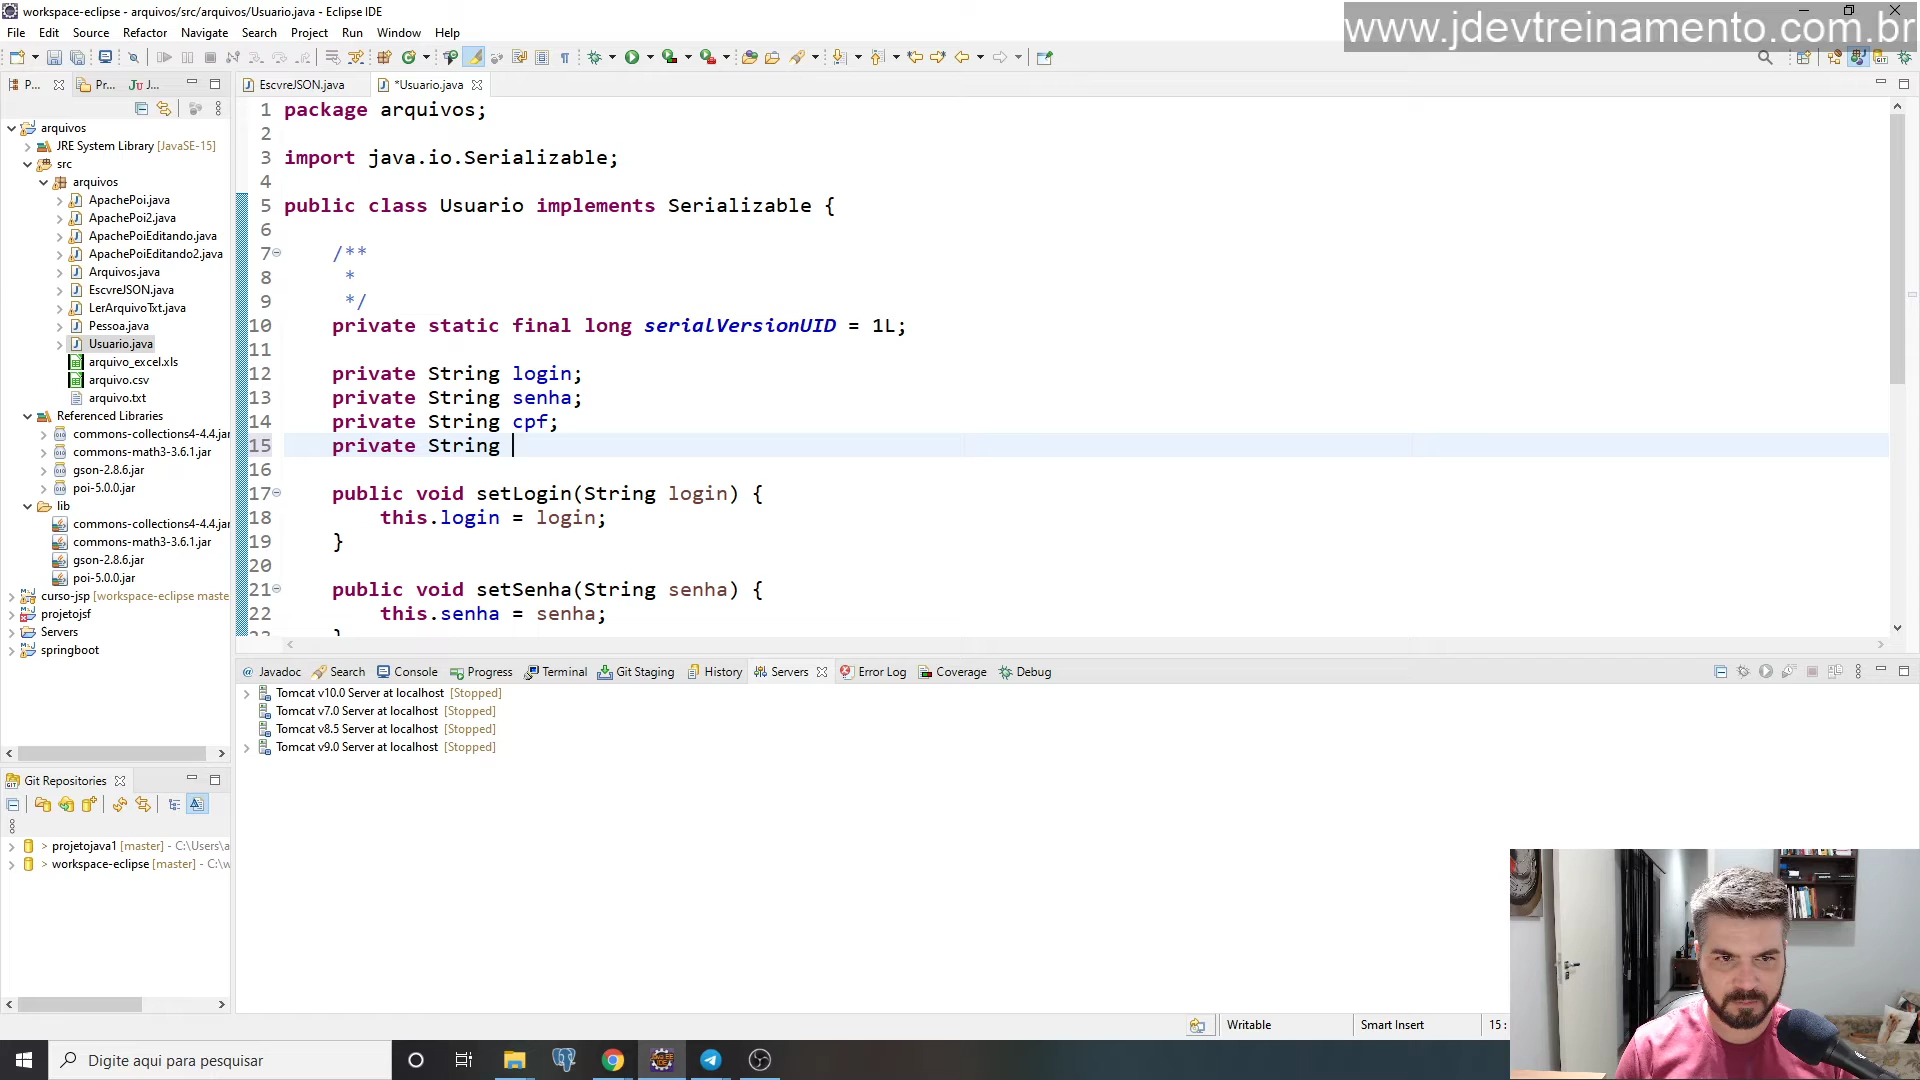 workspace-eclipse - arquivos/src/arquivos/Usuario.java - Eclipse IDE
www.jdevtreinamento.com.br
File Edit Source Refactor Navigate Search Project Run Window Help
P... Pr... Ju J...
EscvreJSON.java *Usuario.java
arquivos
JRE System Library [JavaSE-15]
src
arquivos
ApachePoi.java
ApachePoi2.java
ApachePoiEditando.java
ApachePoiEditando2.java
Arquivos.java
EscvreJSON.java
LerArquivoTxt.java
Pessoa.java
Usuario.java
arquivo_excel.xls
arquivo.csv
arquivo.txt
Referenced Libraries
commons-collections4-4.4.jar
commons-math3-3.6.1.jar
gson-2.8.6.jar
poi-5.0.0.jar
lib
commons-collections4-4.4.jar
commons-math3-3.6.1.jar
gson-2.8.6.jar
poi-5.0.0.jar
curso-jsp [workspace-eclipse maste
projetojsf
Servers
springboot
1 package arquivos;
2
3 import java.io.Serializable;
4
5 public class Usuario implements Serializable {
6
7 /**
8 *
9 */
10 private static final long serialVersionUID = 1L;
11
12 private String login;
13 private String senha;
14 private String cpf;
15 private String
16
17 public void setLogin(String login) {
18 this.login = login;
19 }
20
21 public void setSenha(String senha) {
22 this.senha = senha;
23 }
@ Javadoc Search Console Progress Terminal Git Staging History Servers Error Log Coverage Debug
Tomcat v10.0 Server at localhost [Stopped]
Tomcat v7.0 Server at localhost [Stopped]
Tomcat v8.5 Server at localhost [Stopped]
Tomcat v9.0 Server at localhost [Stopped]
Git Repositories
> projetojava1 [master] - C:\Users\a
> workspace-eclipse [master] - C:\w
Writable Smart Insert 15 :
Digite aqui para pesquisar